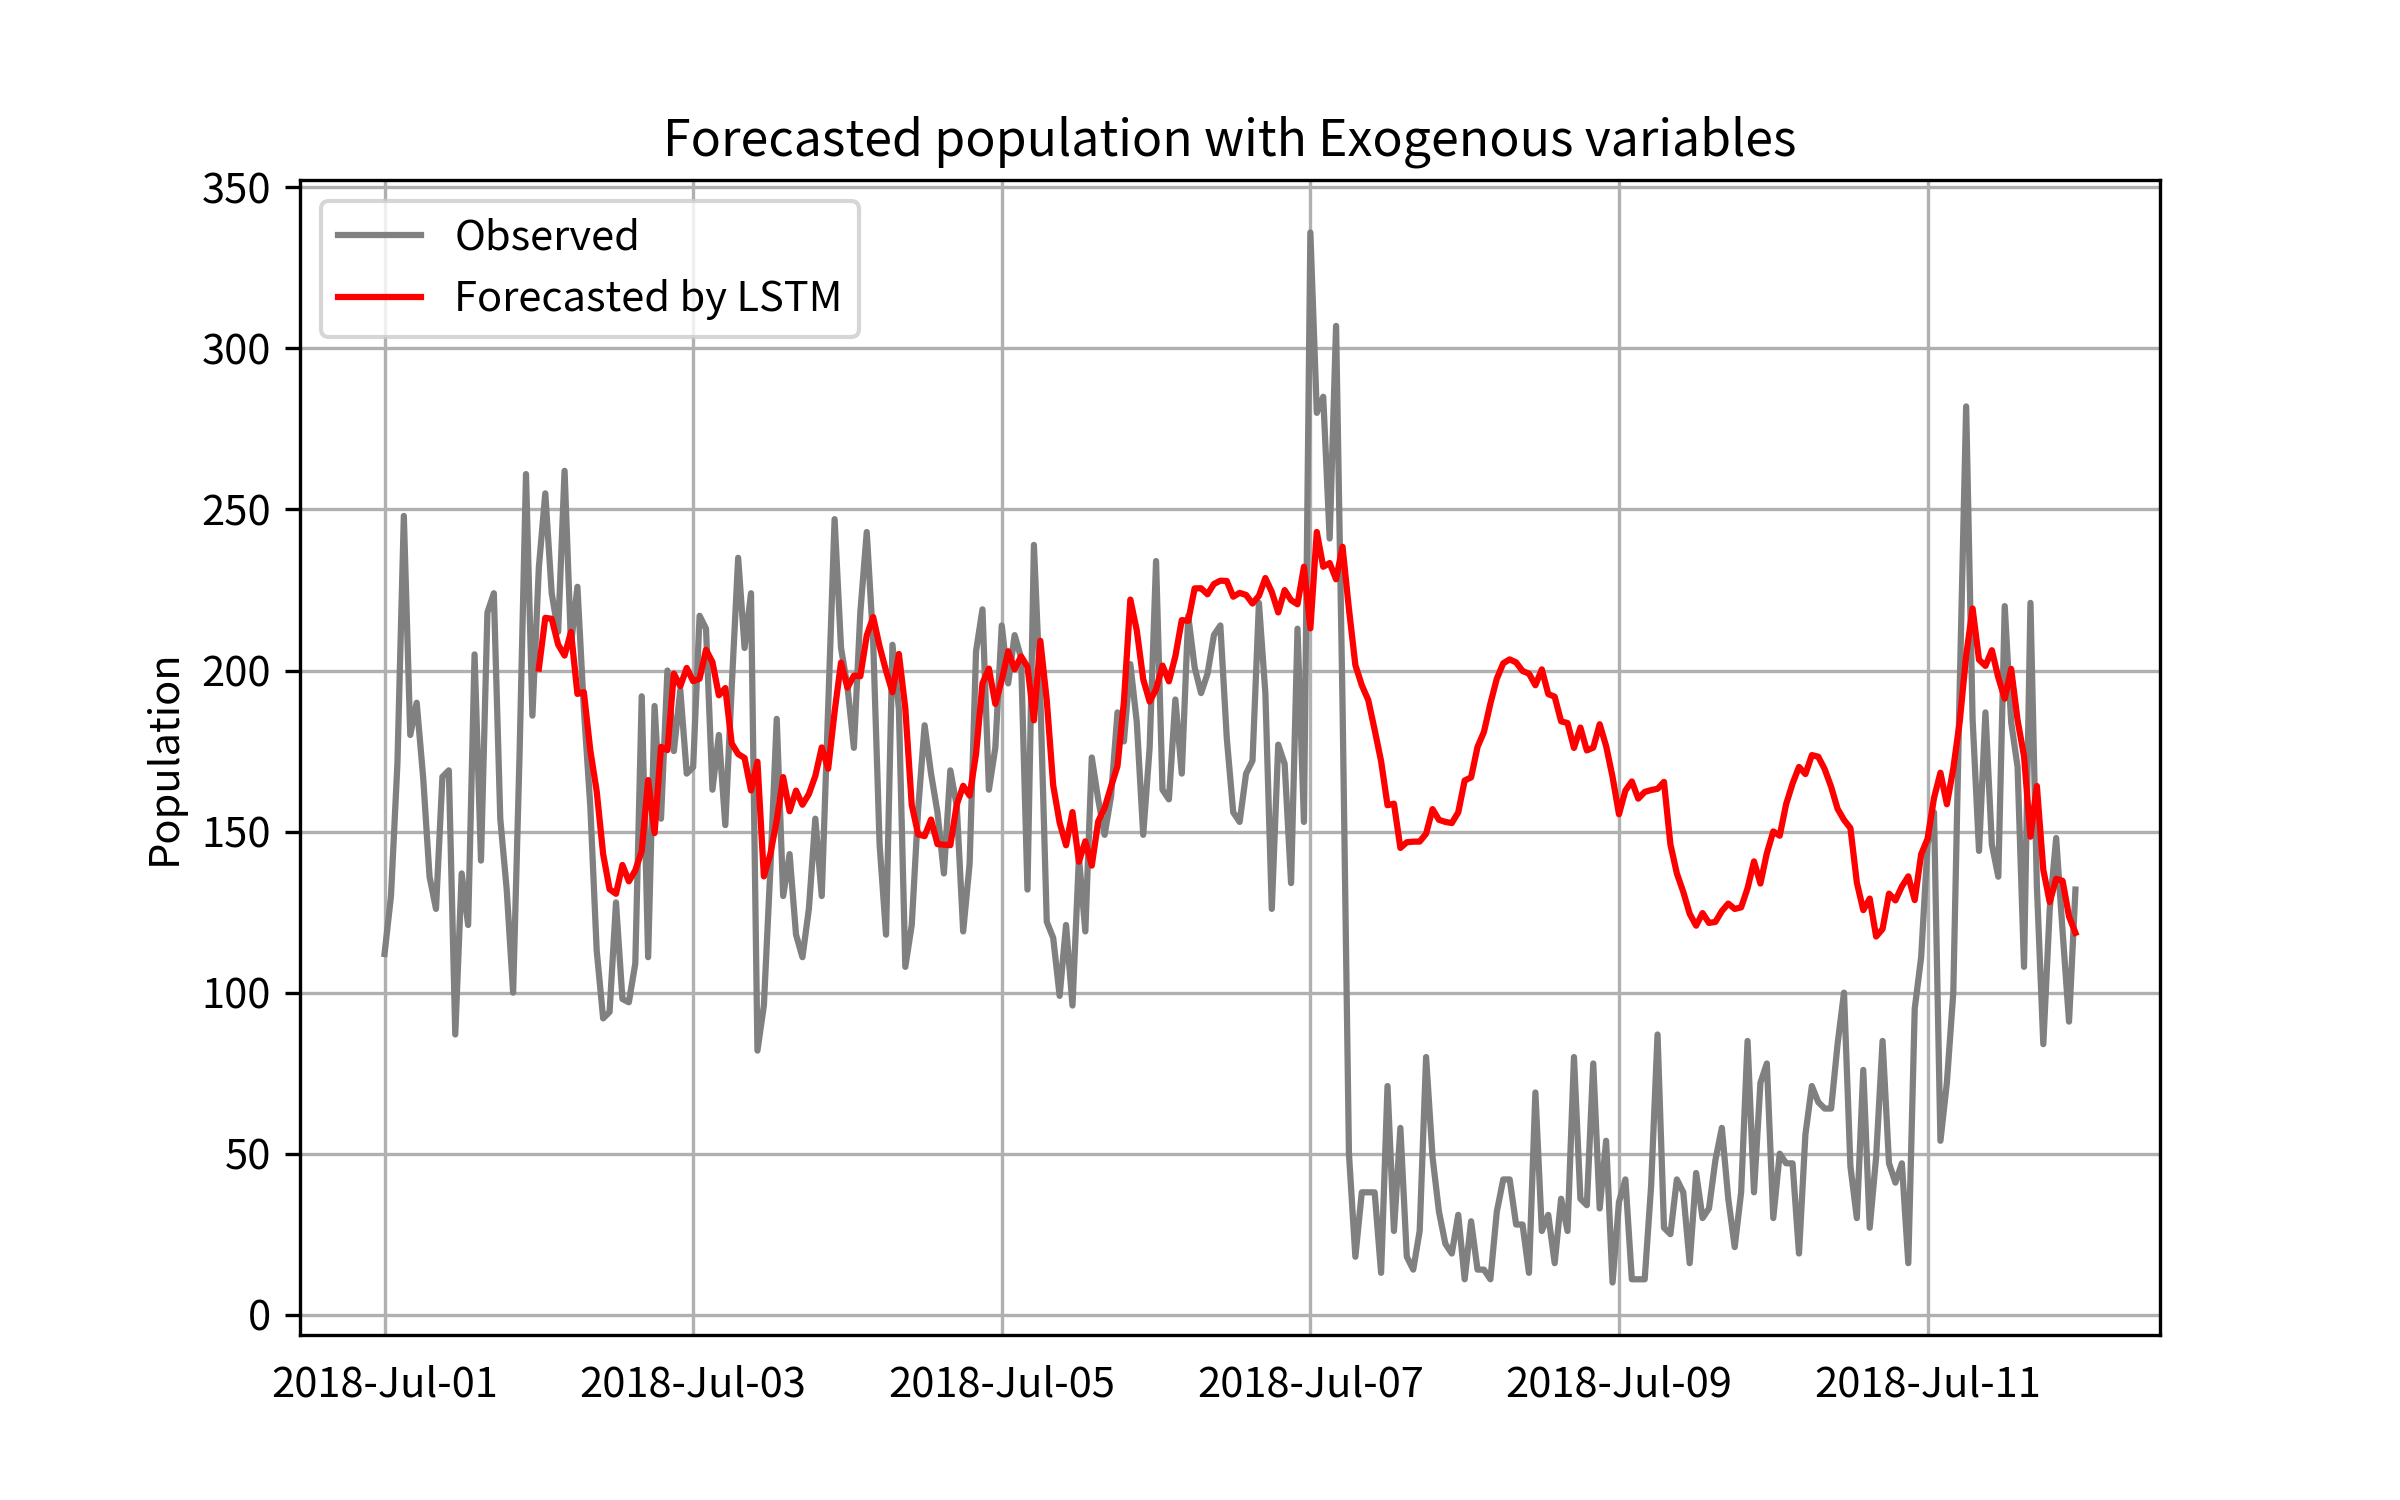 Forecasted population with Exogenous variables
Observed
Forecasted by LSTM
Population
350
300
250
200
150
100
50
0
2018-Jul-01
2018-Jul-03
2018-Jul-05
2018-Jul-07
2018-Jul-09
2018-Jul-11